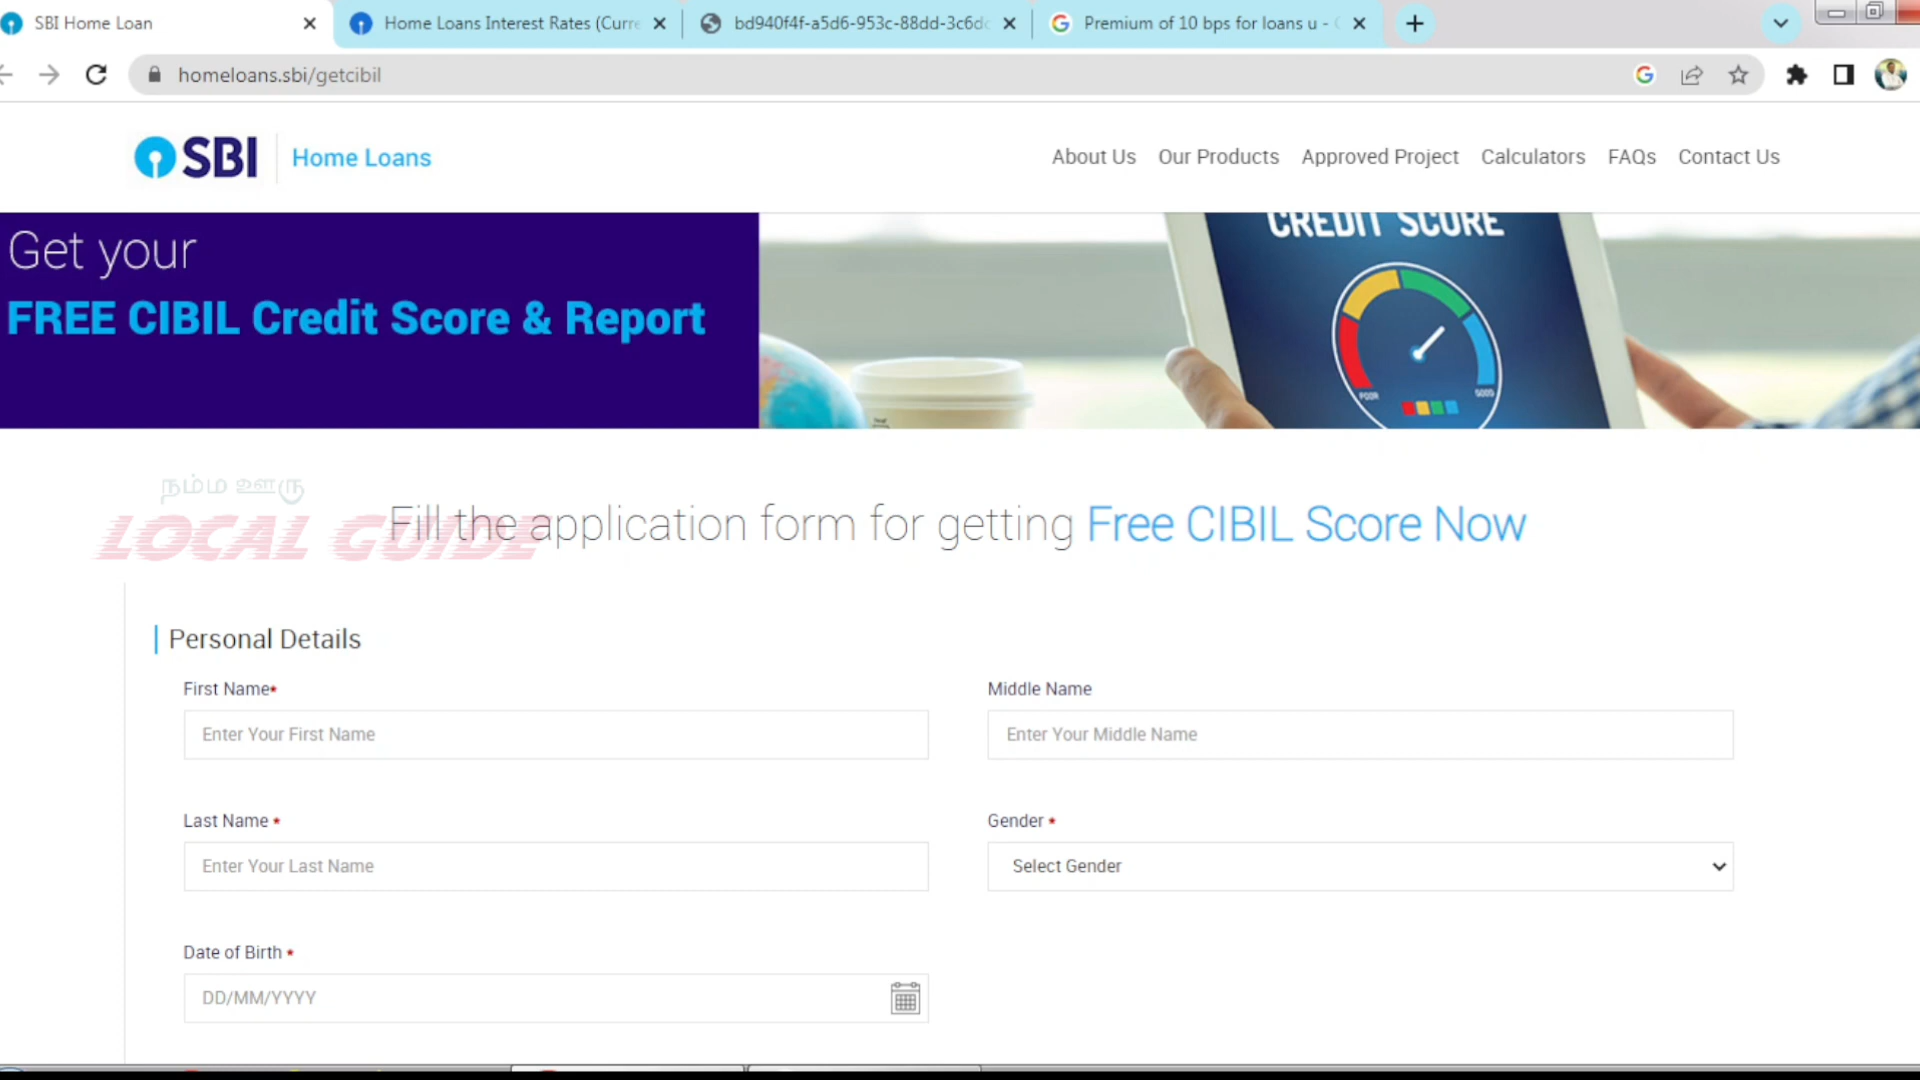 SBI Home Loan
Home Loans Interest Rates (Curre
bd940f4f-a5d6-953c-88dd-3c6dc
Premium of 10 bps for loans u -
homeloans.sbi/getcibil
SBI
Home Loans
About Us
Our Products
Approved Project
Calculators
FAQs
Contact Us
Get your
FREE CIBIL Credit Score & Report
CREDIT SCORE
POOR
GOOD
நம்ம ஊரு
LOCAL GUIDE
Fill the application form for getting Free CIBIL Score Now
Personal Details
First Name*
Middle Name
Enter Your First Name
Enter Your Middle Name
Last Name *
Gender *
Enter Your Last Name
Select Gender
Date of Birth *
DD/MM/YYYY